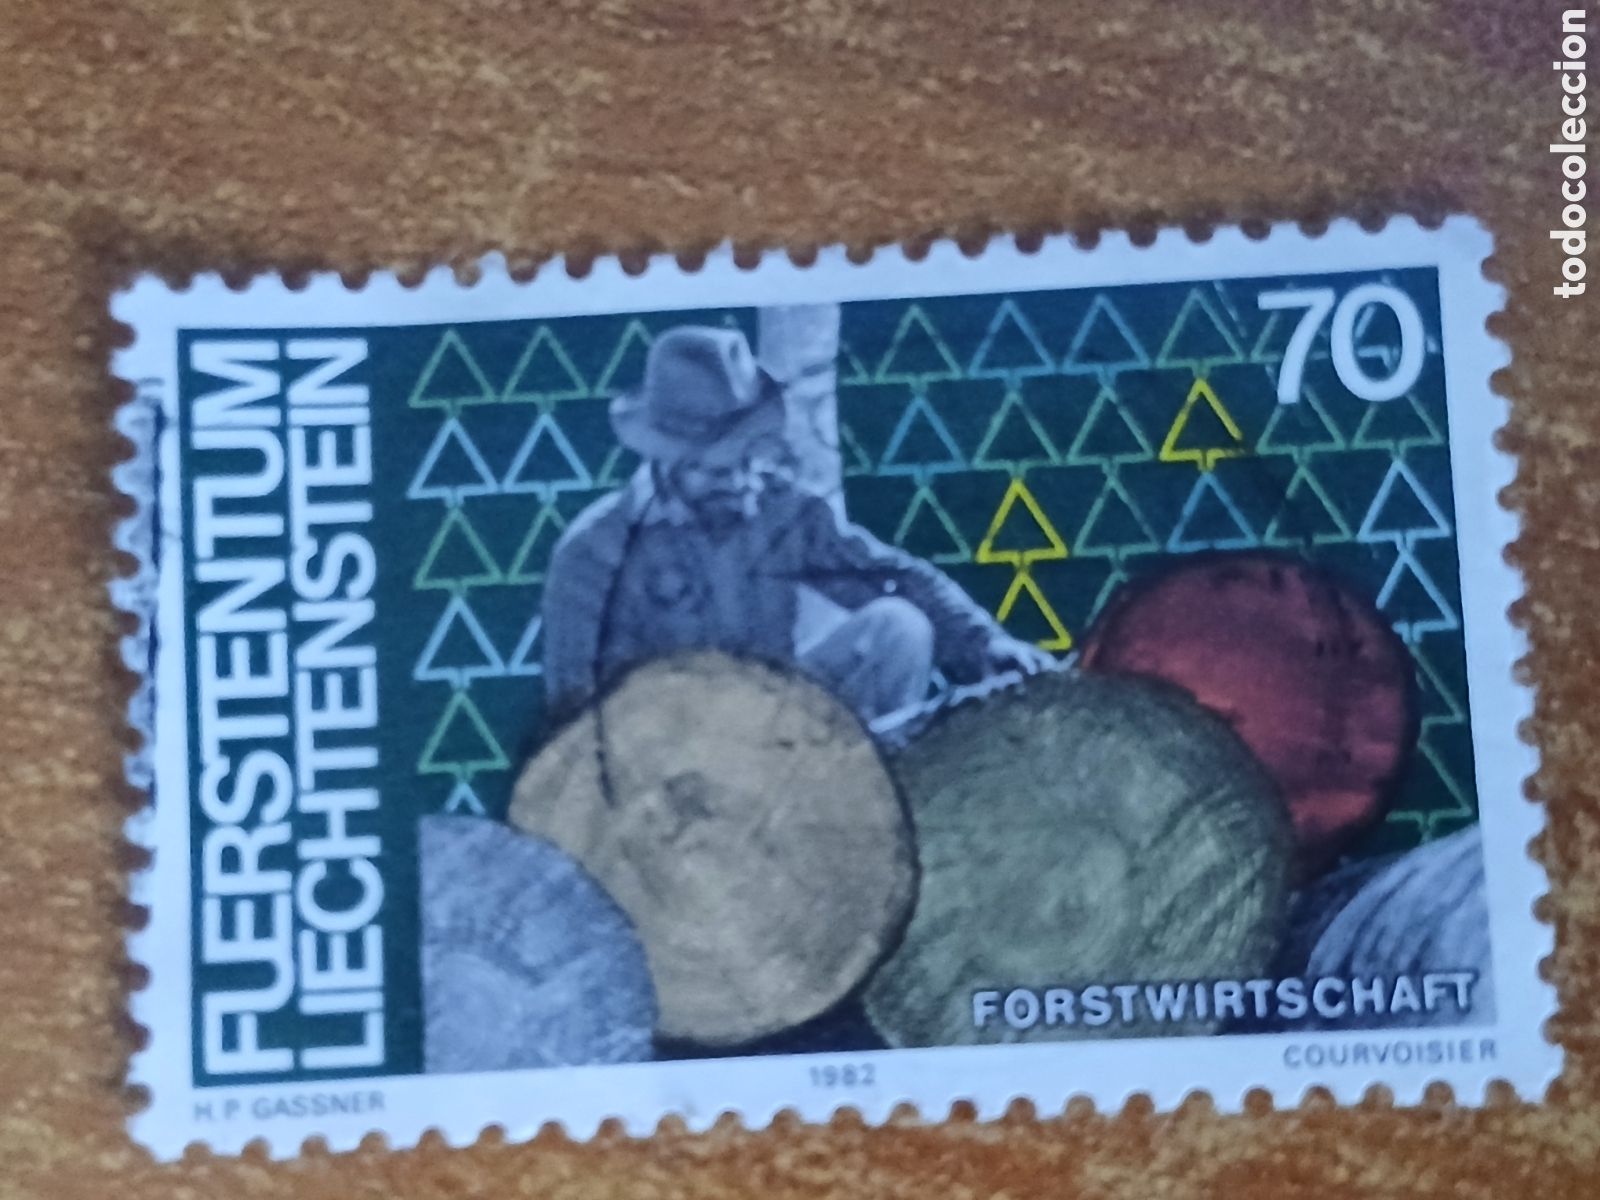 FUERSTENTUM
LIECHTENSTEIN
70
FORSTWIRTSCHAFT
H.P. GASSNER
1982
COURVOISIER
todocoleccion